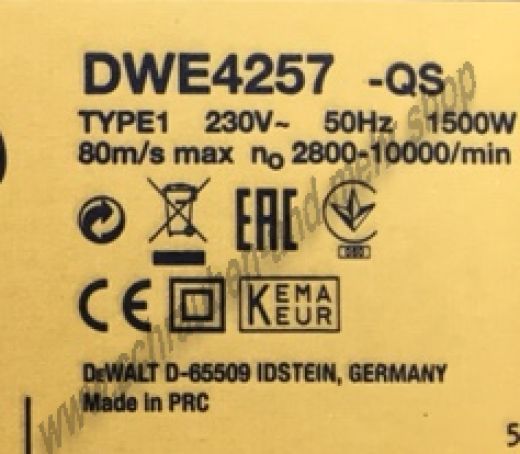 DWE4257 -QS
TYPE1 230V~ 50Hz 1500W
80m/s max n0 2800-10000/min
EAC
CE KEMA
KEUR
DEWALT D-65509 IDSTEIN, GERMANY
Made in PRC
5